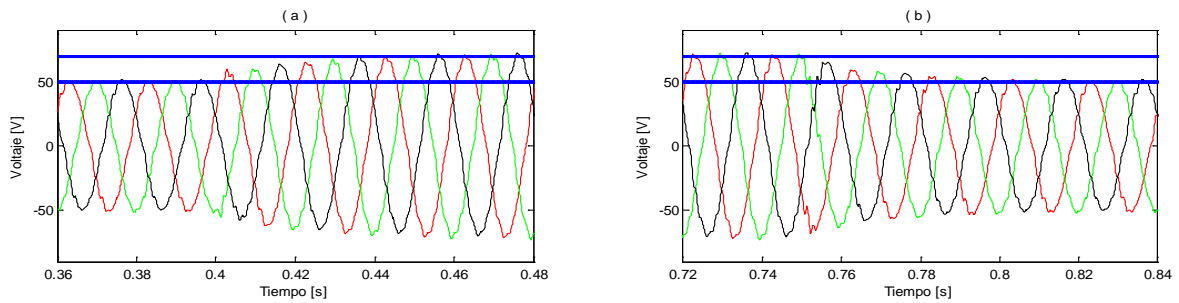 ( a )
Voltaje [V]
50
0
-50
0.36 0.38 0.4 0.42 0.44 0.46 0.48
Tiempo [s]
( b )
Voltaje [V]
50
0
-50
0.72 0.74 0.76 0.78 0.8 0.82 0.84
Tiempo [s]